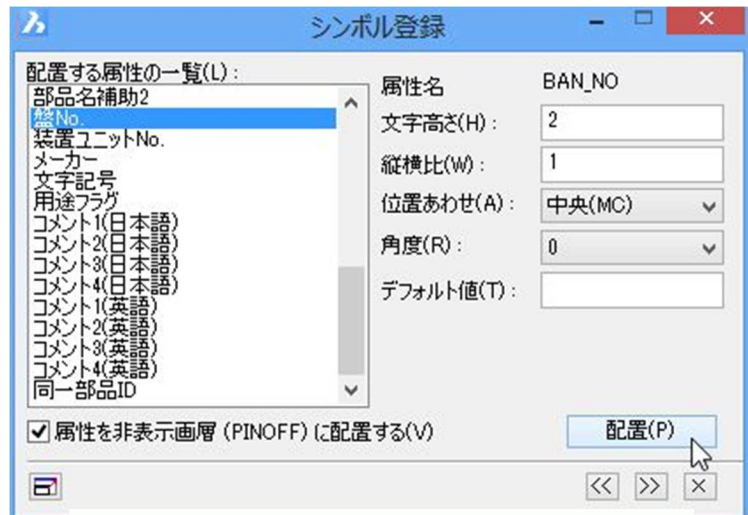 シンボル登録
配置する属性の一覧(L) :
部品名補助2
盤No.
装置ユニットNo.
メーカー
文字記号
用途フラグ
コメント1(日本語)
コメント2(日本語)
コメント3(日本語)
コメント4(日本語)
コメント1(英語)
コメント2(英語)
コメント3(英語)
コメント4(英語)
同一部品ID
属性名 BAN_NO
文字高さ(H) : 2
縦横比(W) : 1
位置あわせ(A) : 中央(MC)
角度(R) : 0
デフォルト値(T) :
属性を非表示画層 (PINOFF) に配置する(V)
配置(P)
<< >> ×